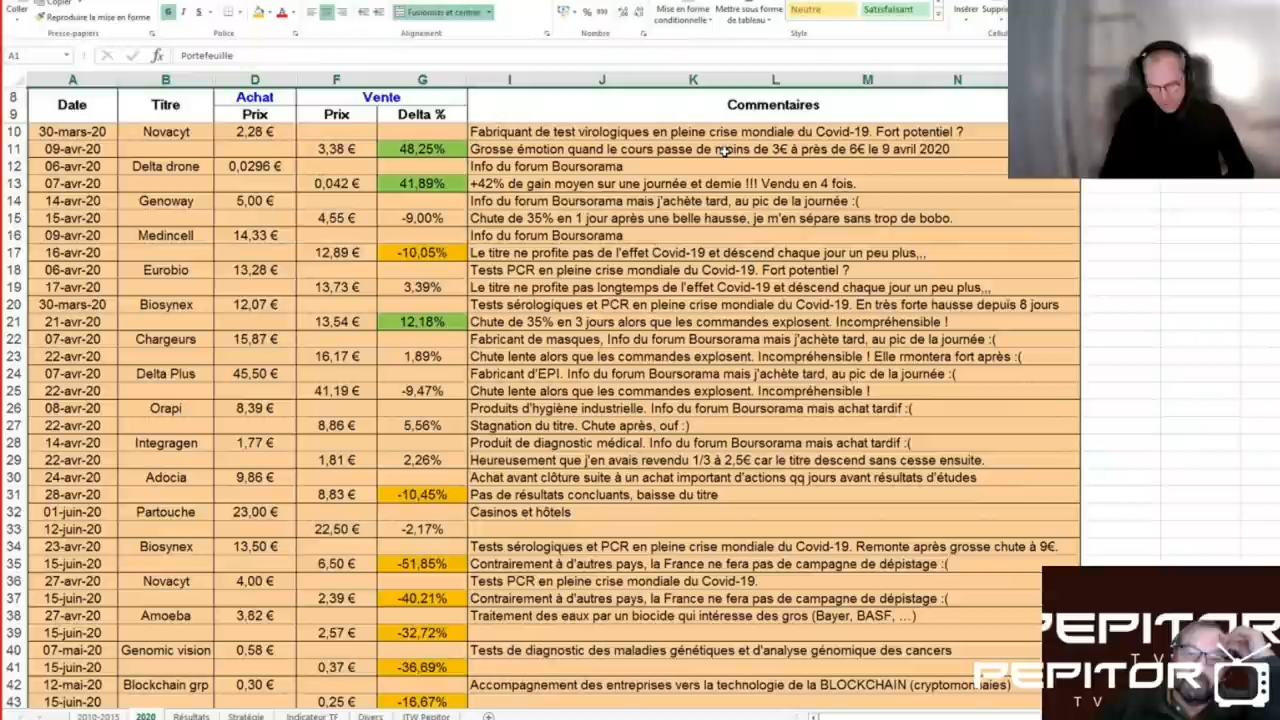 Coller
Copier
Reproduire la mise en forme
Presse-papiers
G I S
Police
Fusionner et centrer
Alignement
% 000
Nombre
Mise en forme conditionnelle
Mettre sous forme de tableau
Neutre
Satisfaisant
Style
Insérer
A1
fx
Portefeuille
A B D F G I J K L M N
8 Date Titre Achat Vente Commentaires
9 Prix Prix Delta %
10 30-mars-20 Novacyt 2,28 € Fabriquant de test virologiques en pleine crise mondiale du Covid-19. Fort potentiel ?
11 09-avr-20 3,38 € 48,25% Grosse émotion quand le cours passe de moins de 3€ à près de 6€ le 9 avril 2020
12 06-avr-20 Delta drone 0,0296 € Info du forum Boursorama
13 07-avr-20 0,042 € 41,89% +42% de gain moyen sur une journée et demie !!! Vendu en 4 fois.
14 14-avr-20 Genoway 5,00 € Info du forum Boursorama mais j'achète tard, au pic de la journée :(
15 15-avr-20 4,55 € -9,00% Chute de 35% en 1 jour après une belle hausse, je m'en sépare sans trop de bobo.
16 09-avr-20 Medincell 14,33 € Info du forum Boursorama
17 16-avr-20 12,89 € -10,05% Le titre ne profite pas de l'effet Covid-19 et déscend chaque jour un peu plus,,,
18 06-avr-20 Eurobio 13,28 € Tests PCR en pleine crise mondiale du Covid-19. Fort potentiel ?
19 17-avr-20 13,73 € 3,39% Le titre ne profite pas longtemps de l'effet Covid-19 et déscend chaque jour un peu plus,,,
20 30-mars-20 Biosynex 12,07 € Tests sérologiques et PCR en pleine crise mondiale du Covid-19. En très forte hausse depuis 8 jours
21 21-avr-20 13,54 € 12,18% Chute de 35% en 3 jours alors que les commandes explosent. Incompréhensible !
22 07-avr-20 Chargeurs 15,87 € Fabricant de masques, Info du forum Boursorama mais j'achète tard, au pic de la journée :(
23 22-avr-20 16,17 € 1,89% Chute lente alors que les commandes explosent. Incompréhensible ! Elle rmontera fort après :(
24 07-avr-20 Delta Plus 45,50 € Fabricant d'EPI. Info du forum Boursorama mais j'achète tard, au pic de la journée :(
25 22-avr-20 41,19 € -9,47% Chute lente alors que les commandes explosent. Incompréhensible !
26 08-avr-20 Orapi 8,39 € Produits d'hygiène industrielle. Info du forum Boursorama mais achat tardif :(
27 22-avr-20 8,86 € 5,56% Stagnation du titre. Chute après, ouf :)
28 14-avr-20 Integragen 1,77 € Produit de diagnostic médical. Info du forum Boursorama mais achat tardif :(
29 22-avr-20 1,81 € 2,26% Heureusement que j'en avais revendu 1/3 à 2,5€ car le titre descend sans cesse ensuite.
30 24-avr-20 Adocia 9,86 € Achat avant clôture suite à un achat important d'actions qq jours avant résultats d'études
31 28-avr-20 8,83 € -10,45% Pas de résultats concluants, baisse du titre
32 01-juin-20 Partouche 23,00 € Casinos et hôtels
33 12-juin-20 22,50 € -2,17%
34 23-avr-20 Biosynex 13,50 € Tests sérologiques et PCR en pleine crise mondiale du Covid-19. Remonte après grosse chute à 9€.
35 15-juin-20 6,50 € -51,85% Contrairement à d'autres pays, la France ne fera pas de campagne de dépistage :(
36 27-avr-20 Novacyt 4,00 € Tests PCR en pleine crise mondiale du Covid-19.
37 15-juin-20 2,39 € -40,21% Contrairement à d'autres pays, la France ne fera pas de campagne de dépistage :(
38 27-avr-20 Amoeba 3,82 € Traitement des eaux par un biocide qui intéresse des gros (Bayer, BASF, ...)
39 15-juin-20 2,57 € -32,72%
40 07-mai-20 Genomic vision 0,58 € Tests de diagnostic des maladies génétiques et d'analyse génomique des cancers
41 15-juin-20 0,37 € -36,69%
42 12-mai-20 Blockchain grp 0,30 € Accompagnement des entreprises vers la technologie de la BLOCKCHAIN (cryptomonnaies)
43 15-juin-20 0,25 € -16,67%
2010-2015 2020 Résultats Stratégie Indicateur TF Divers ITW Pepitor
PEPITOR
TV
PEPITOR
TV